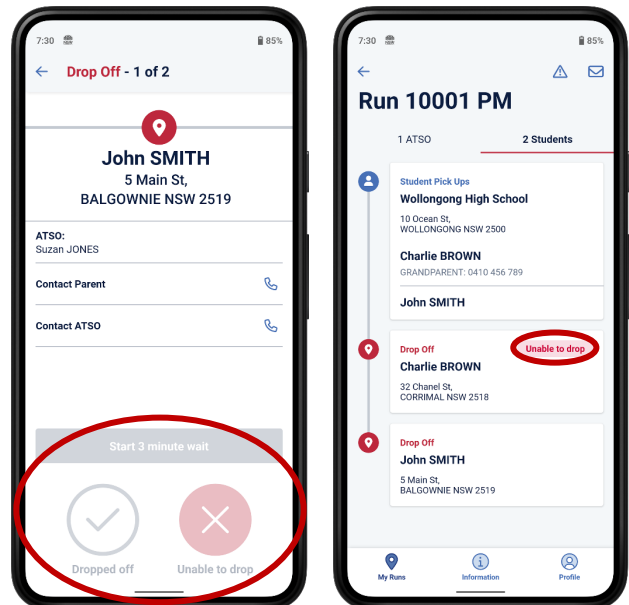 7:30
85%
Drop Off - 1 of 2
John SMITH
5 Main St,
BALGOWNIE NSW 2519
ATSO:
Suzan JONES
Contact Parent
Contact ATSO
Start 3 minute wait
Dropped off
Unable to drop
7:30
85%
Run 10001 PM
1 ATSO
2 Students
Student Pick Ups
Wollongong High School
10 Ocean St,
WOLLONGONG NSW 2500
Charlie BROWN
GRANDPARENT: 0410 456 789
John SMITH
Drop Off
Unable to drop
Charlie BROWN
32 Chanel St,
CORRIMAL NSW 2518
Drop Off
John SMITH
5 Main St,
BALGOWNIE NSW 2519
My Runs
Information
Profile